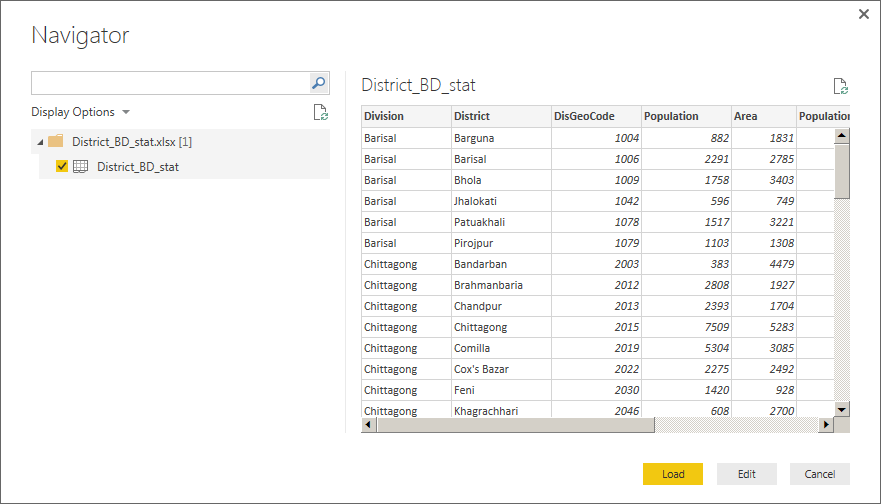 Navigator
Display Options
District_BD_stat.xlsx [1]
District_BD_stat
District_BD_stat
Division District DisGeoCode Population Area Population
Barisal Barguna 1004 882 1831
Barisal Barisal 1006 2291 2785
Barisal Bhola 1009 1758 3403
Barisal Jhalokati 1042 596 749
Barisal Patuakhali 1078 1517 3221
Barisal Pirojpur 1079 1103 1308
Chittagong Bandarban 2003 383 4479
Chittagong Brahmanbaria 2012 2808 1927
Chittagong Chandpur 2013 2393 1704
Chittagong Chittagong 2015 7509 5283
Chittagong Comilla 2019 5304 3085
Chittagong Cox's Bazar 2022 2275 2492
Chittagong Feni 2030 1420 928
Chittagong Khagrachhari 2046 608 2700
Load Edit Cancel